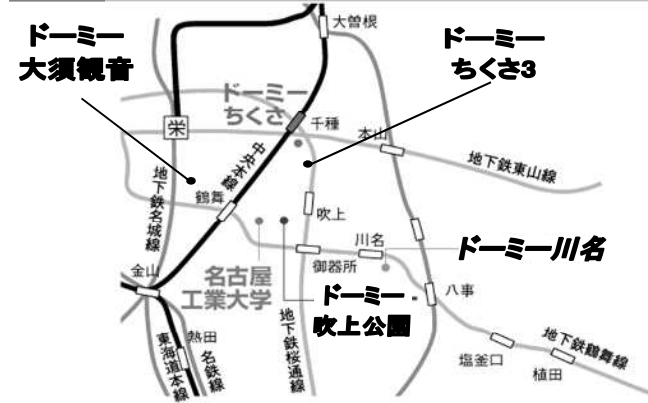 ドーミー
大須観音
大曽根
ドーミー
ちくさ3
ドーミー
ちくさ
千種
本山
栄
地下鉄東山線
中央本線
鶴舞
地下鉄名城線
吹上
川名
ドーミー川名
御器所
金山
名古屋
工業大学
ドーミー
吹上公園
八事
熱田
東海道本線
名鉄線
地下鉄桜通線
地下鉄鶴舞線
塩釜口
植田